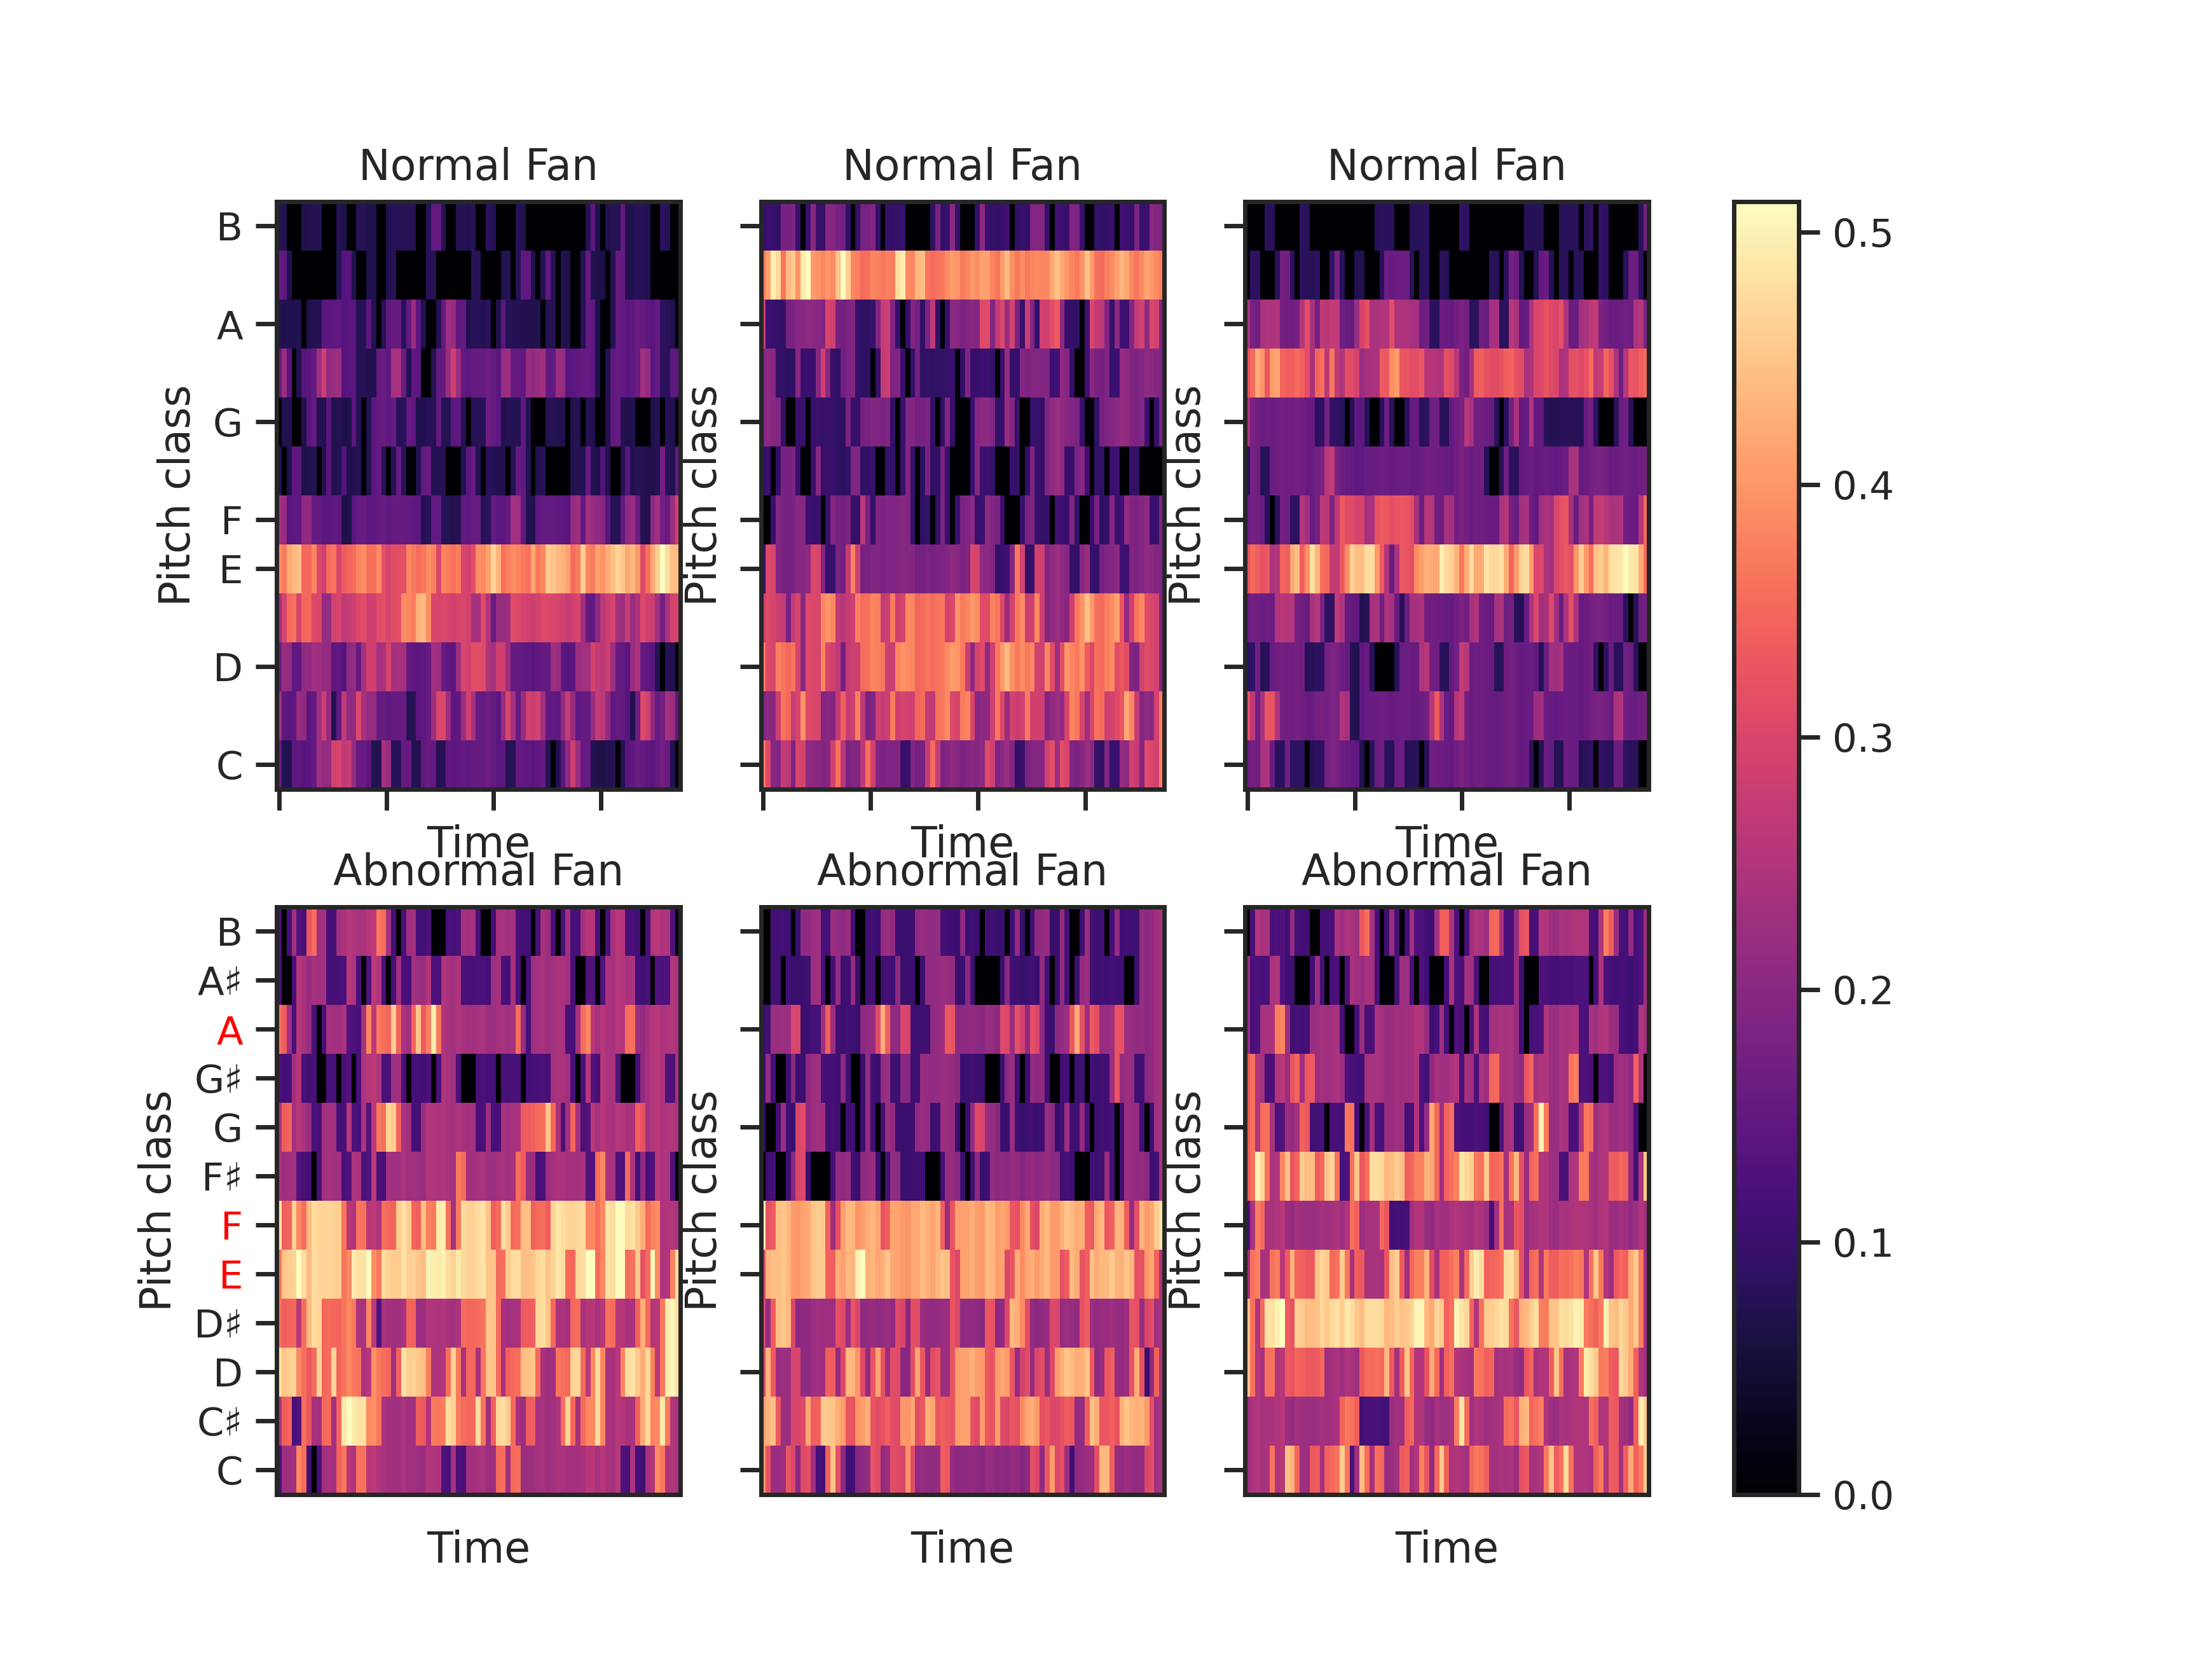 Normal Fan
Normal Fan
Normal Fan
B
A
G
F
E
D
C
Pitch class
Pitch class
Pitch class
Time
Time
Time
Abnormal Fan
Abnormal Fan
Abnormal Fan
B
A♯
A
G♯
G
F♯
F
E
D♯
D
C♯
C
Pitch class
Pitch class
Pitch class
Time
Time
Time
0.5
0.4
0.3
0.2
0.1
0.0